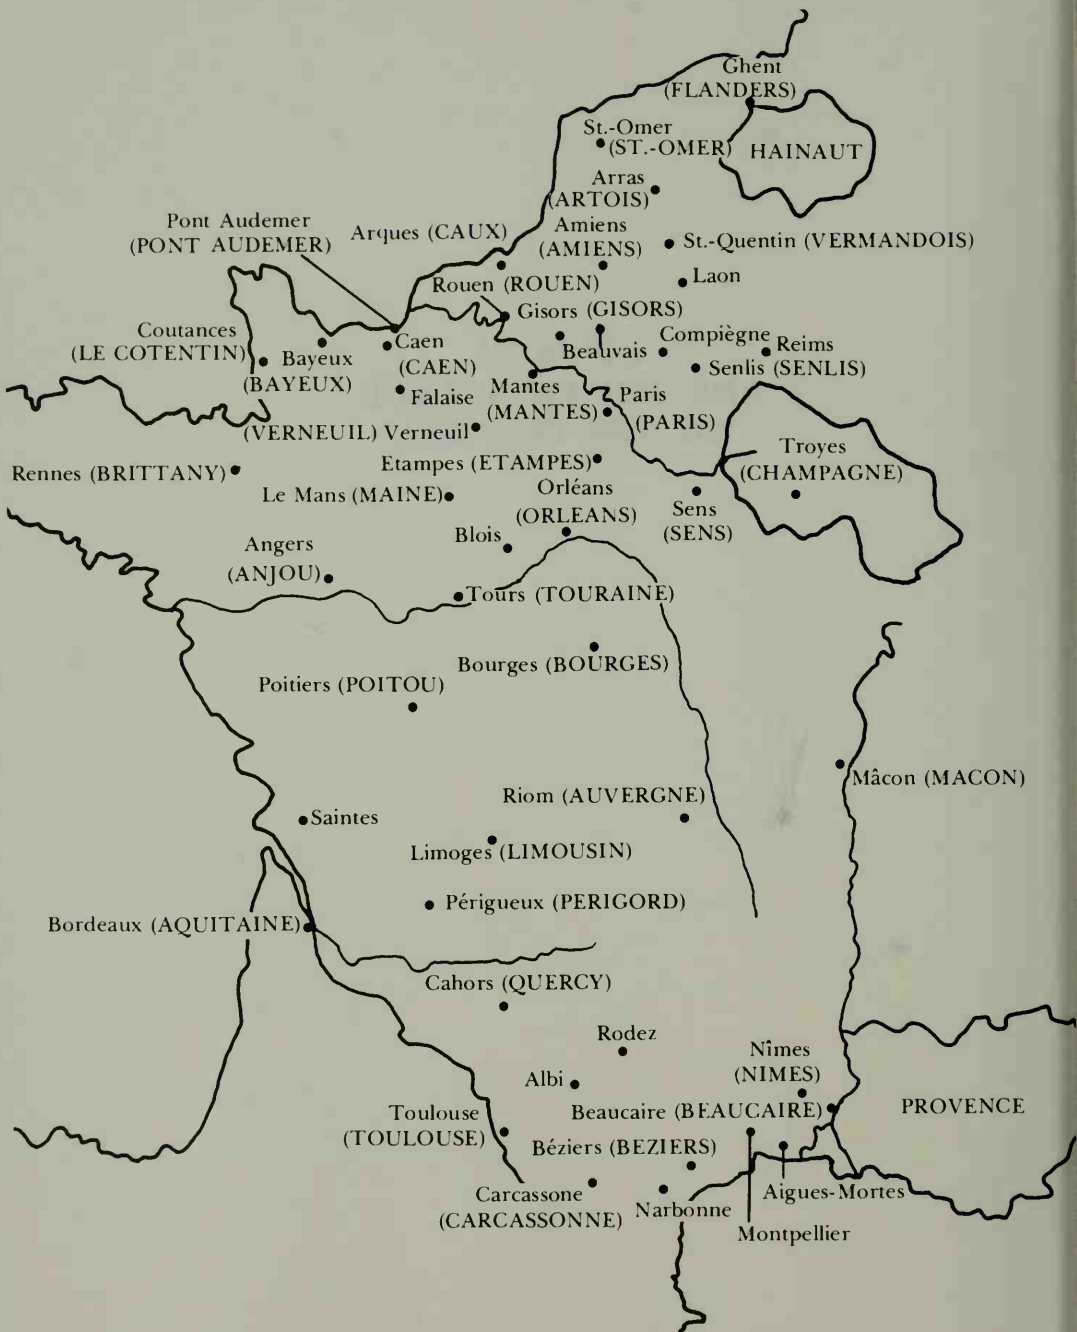 Ghent
(FLANDERS)
St.-Omer
(ST.-OMER)
HAINAUT
Arras
(ARTOIS)
Pont Audemer
(PONT AUDEMER)
Arques (CAUX)
Amiens
(AMIENS)
St.-Quentin (VERMANDOIS)
Laon
Rouen (ROUEN)
Gisors (GISORS)
Coutances
(LE COTENTIN)
Bayeux
(BAYEUX)
Caen
(CAEN)
Beauvais
Compiègne
Reims
Senlis (SENLIS)
Falaise
Mantes
(MANTES)
Paris
(PARIS)
(VERNEUIL) Verneuil
Troyes
(CHAMPAGNE)
Rennes (BRITTANY)
Etampes (ETAMPES)
Le Mans (MAINE)
Orléans
(ORLEANS)
Sens
(SENS)
Blois
Angers
(ANJOU)
Tours (TOURAINE)
Bourges (BOURGES)
Poitiers (POITOU)
Mâcon (MACON)
Riom (AUVERGNE)
Saintes
Limoges (LIMOUSIN)
Périgueux (PERIGORD)
Bordeaux (AQUITAINE)
Cahors (QUERCY)
Rodez
Nîmes
(NIMES)
Albi
Beaucaire (BEAUCAIRE)
PROVENCE
Toulouse
(TOULOUSE)
Béziers (BEZIERS)
Carcassone
(CARCASSONNE)
Narbonne
Aigues-Mortes
Montpellier